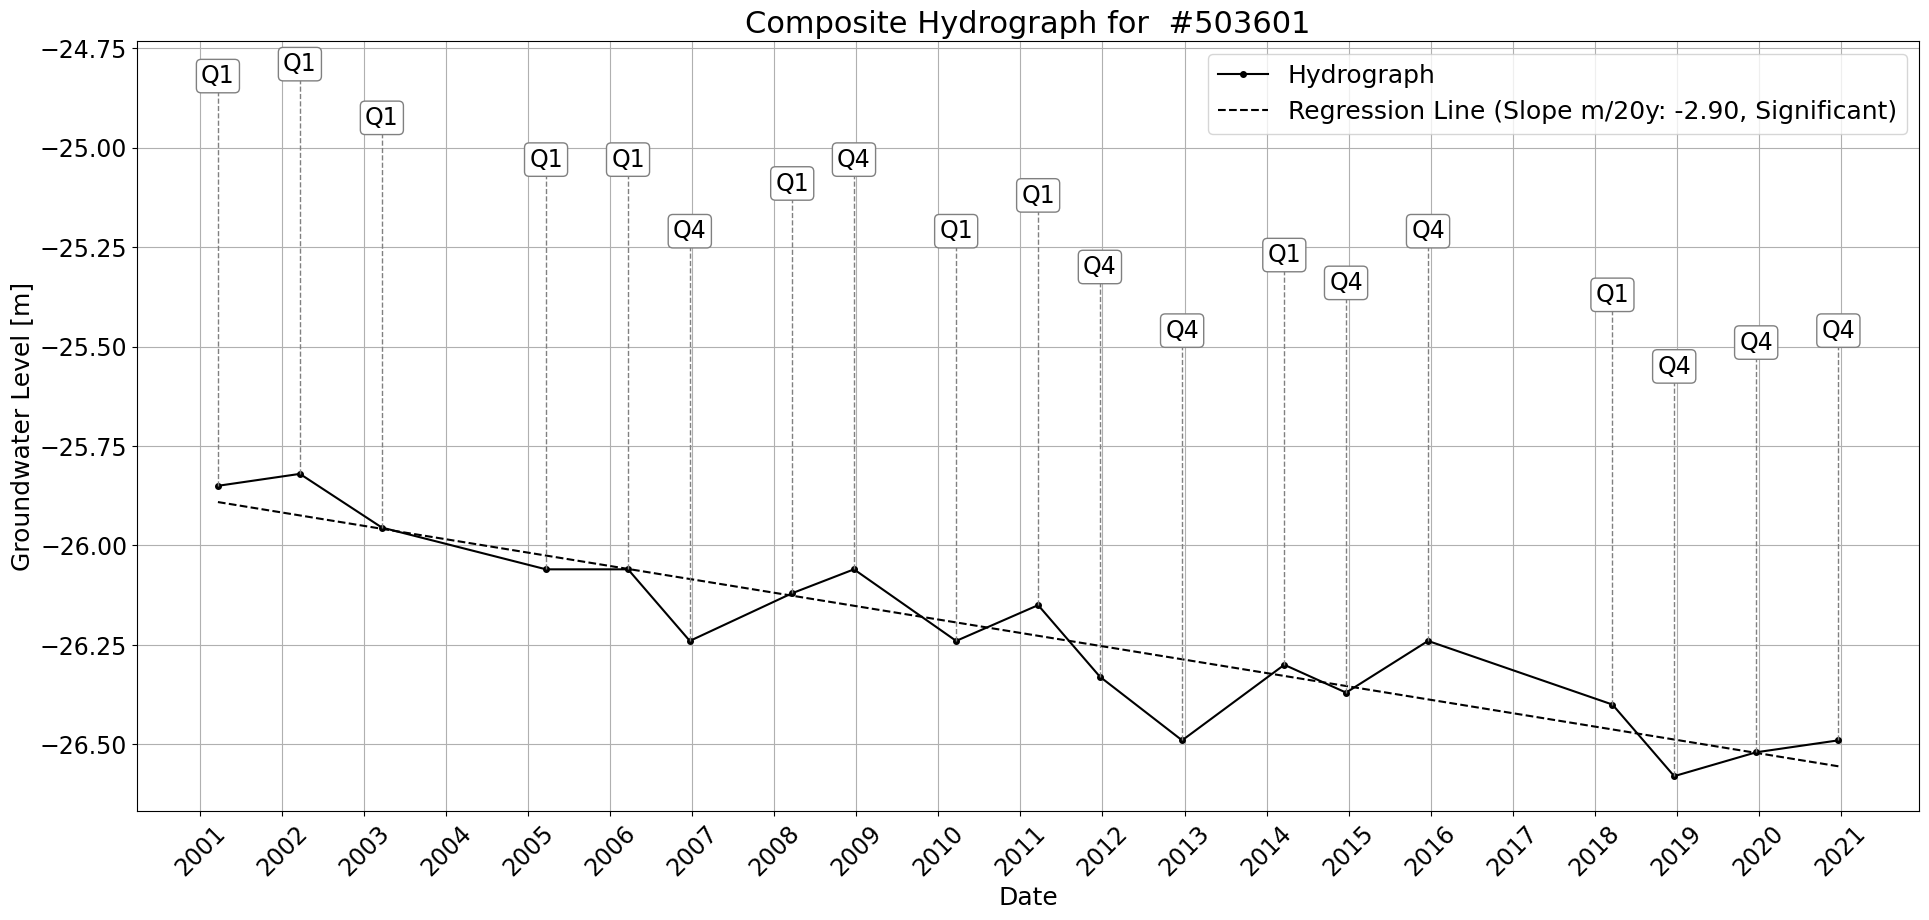 Composite Hydrograph for #503601
Hydrograph
Regression Line (Slope m/20y: -2.90, Significant)
Groundwater Level [m]
−24.75
−25.00
−25.25
−25.50
−25.75
−26.00
−26.25
−26.50
Q1
Q1
Q1
Q1
Q1
Q4
Q1
Q4
Q1
Q1
Q4
Q4
Q1
Q4
Q4
Q1
Q4
Q4
Q4
2001
2002
2003
2004
2005
2006
2007
2008
2009
2010
2011
2012
2013
2014
2015
2016
2017
2018
2019
2020
2021
Date